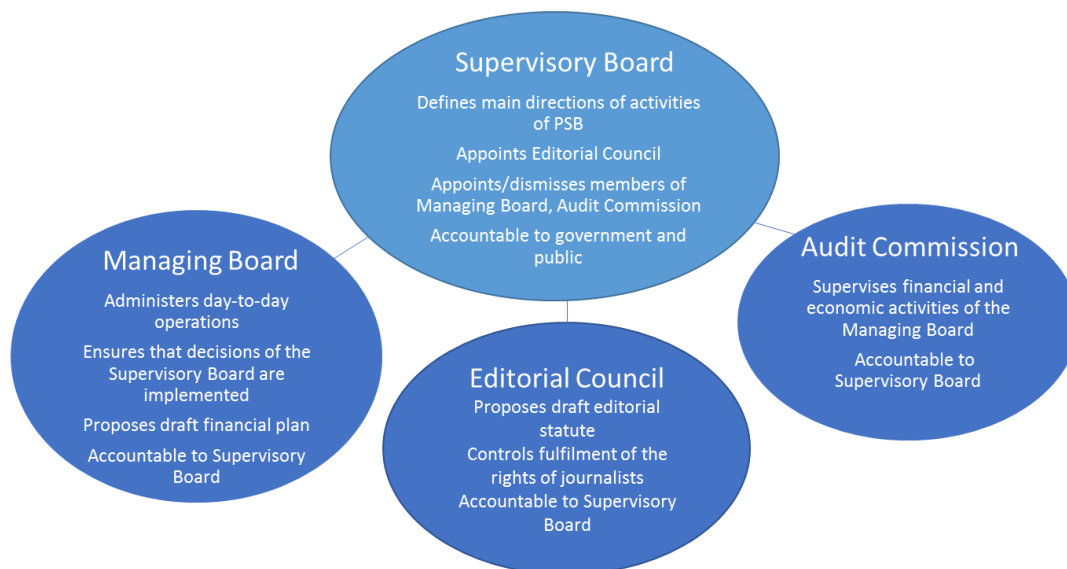 Supervisory Board
Defines main directions of activities
of PSB
Appoints Editorial Council
Appoints/dismisses members of
Managing Board, Audit Commission
Accountable to government and
public
Managing Board
Administers day-to-day
operations
Ensures that decisions of the
Supervisory Board are
implemented
Proposes draft financial plan
Accountable to Supervisory
Board
Editorial Council
Proposes draft editorial
statute
Controls fulfilment of the
rights of journalists
Accountable to Supervisory
Board
Audit Commission
Supervises financial and
economic activities of the
Managing Board
Accountable to
Supervisory Board